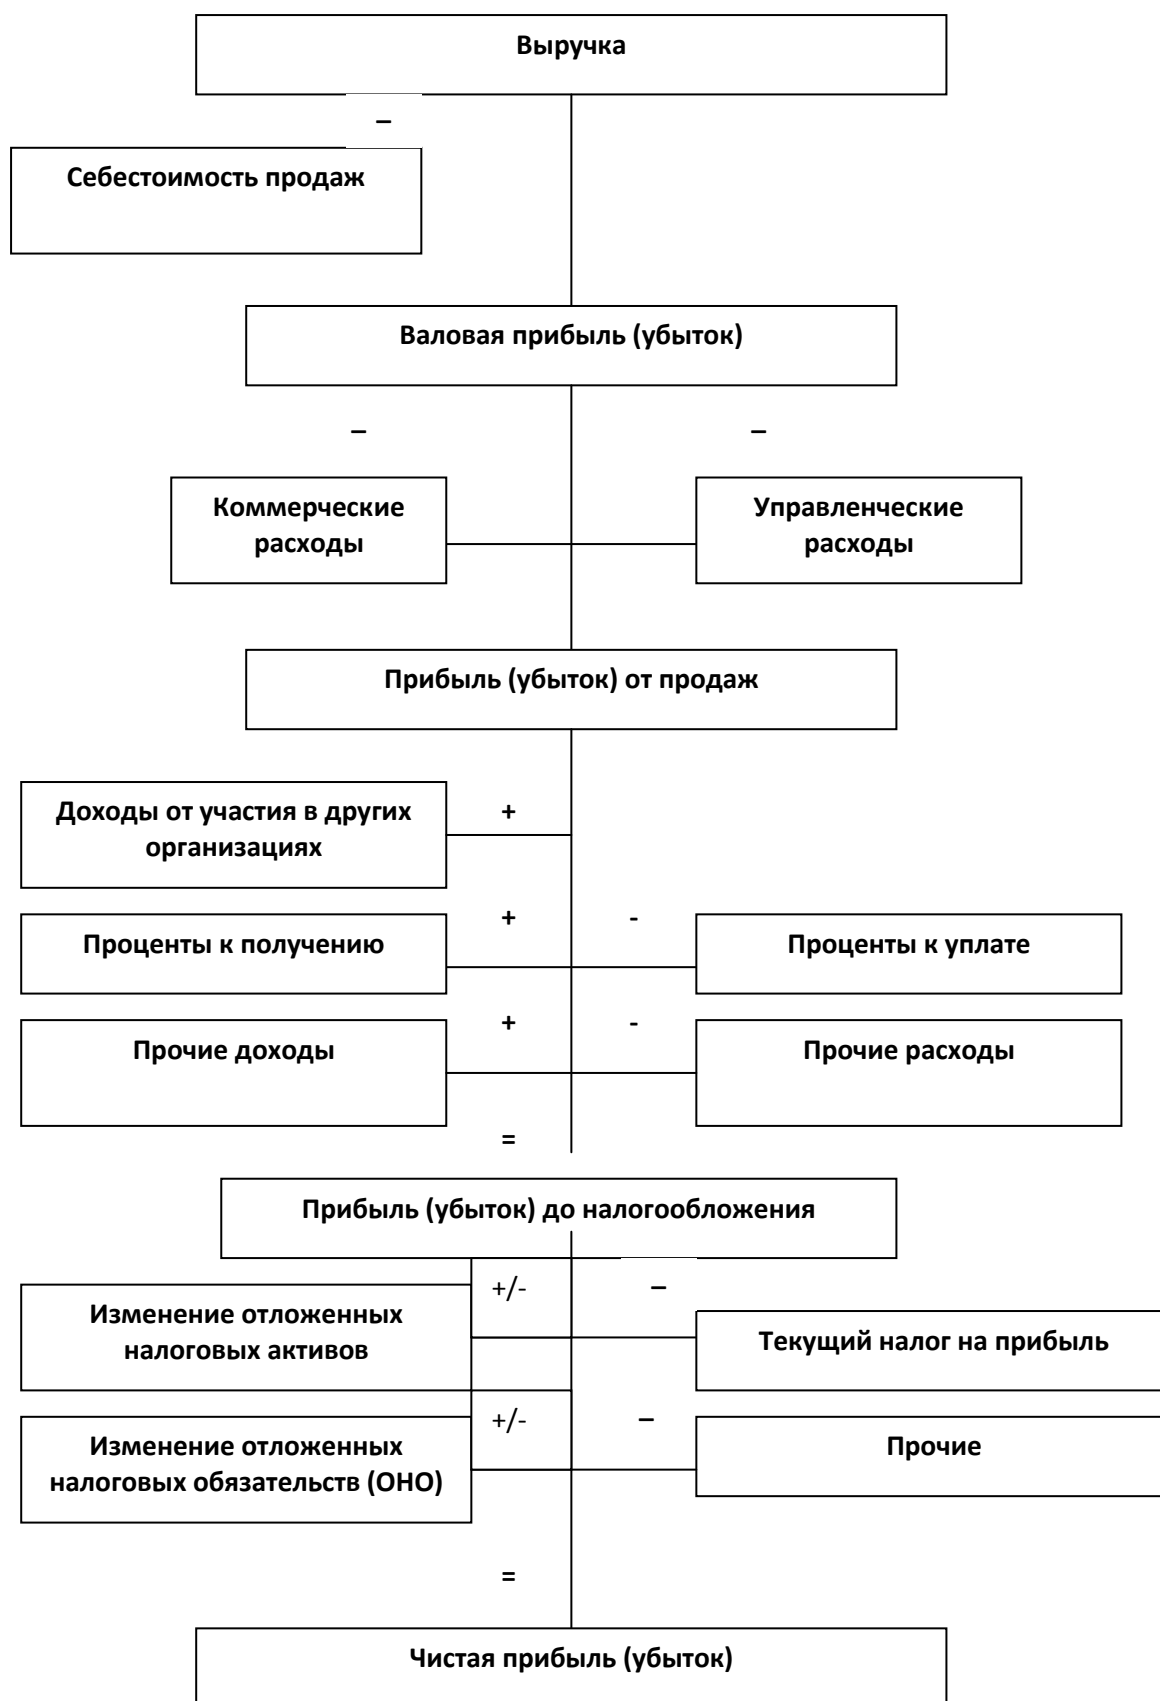 Выручка
–
Себестоимость продаж
Валовая прибыль (убыток)
– –
Коммерческие
расходы
Управленческие
расходы
Прибыль (убыток) от продаж
Доходы от участия в других
организациях
+
+ -
Проценты к получению
Проценты к уплате
+ -
Прочие доходы
Прочие расходы
=
Прибыль (убыток) до налогообложения
+/- –
Изменение отложенных
налоговых активов
Текущий налог на прибыль
+/- –
Изменение отложенных
налоговых обязательств (ОНО)
Прочие
=
Чистая прибыль (убыток)